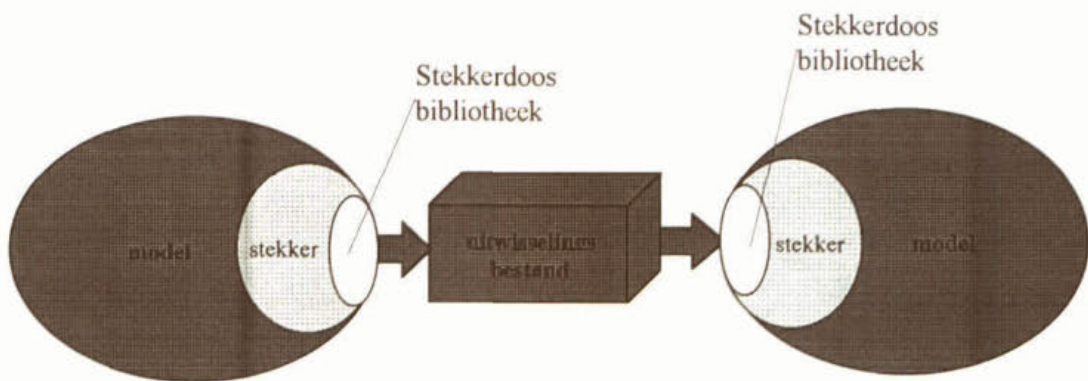 Stekkerdoos
bibliotheek
Stekkerdoos
bibliotheek
model
stekker
uitwisselings
bestand
stekker
model